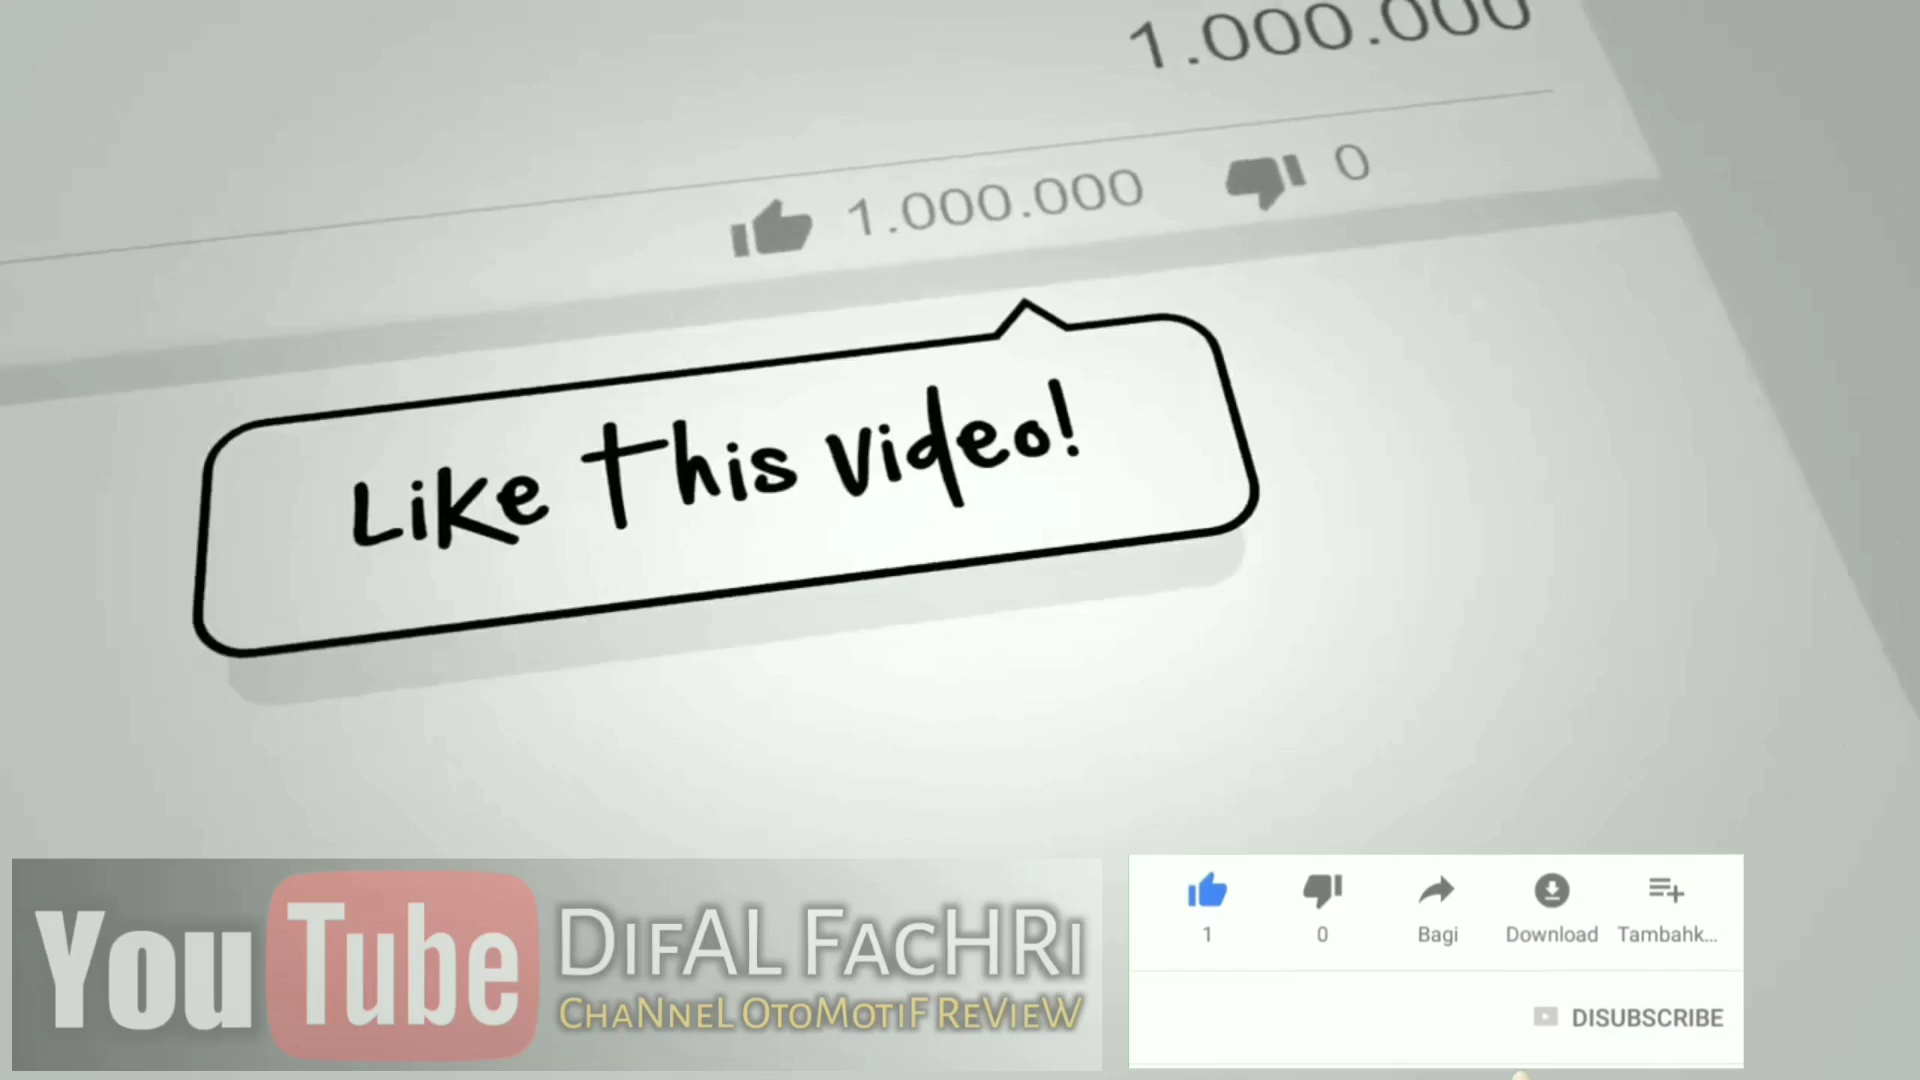 1.000.000
1.000.000 0
Like This Video!
YouTube
DIFAL FACHRI
CHANNEL OTOMOTIF REVIEW
1 0 Bagi Download Tambahk...
DISUBSCRIBE